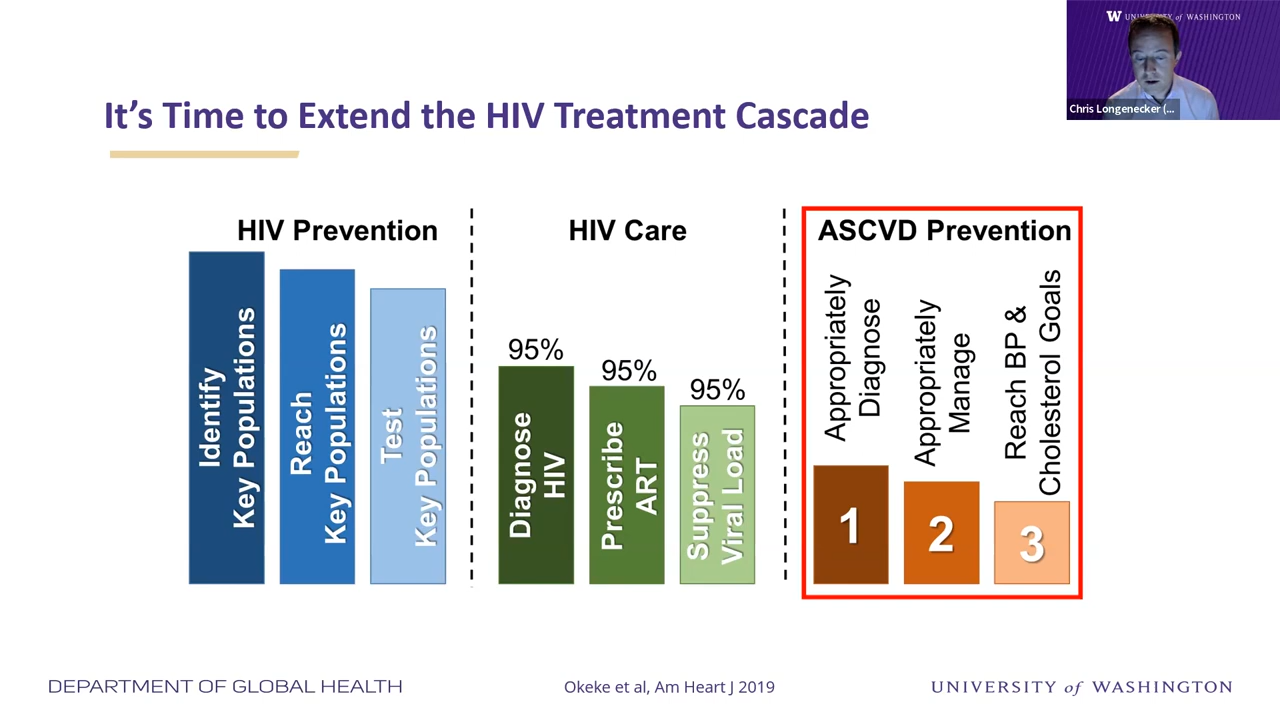 W UNIVERSITY of WASHINGTON
Chris Longenecker (...
It's Time to Extend the HIV Treatment Cascade
HIV Prevention
Identify
Key Populations
Reach
Key Populations
Test
Key Populations
HIV Care
95%
Diagnose
HIV
95%
Prescribe
ART
95%
Suppress
Viral Load
ASCVD Prevention
Appropriately
Diagnose
1
Appropriately
Manage
2
Reach BP &
Cholesterol Goals
3
DEPARTMENT OF GLOBAL HEALTH
Okeke et al, Am Heart J 2019
UNIVERSITY of WASHINGTON